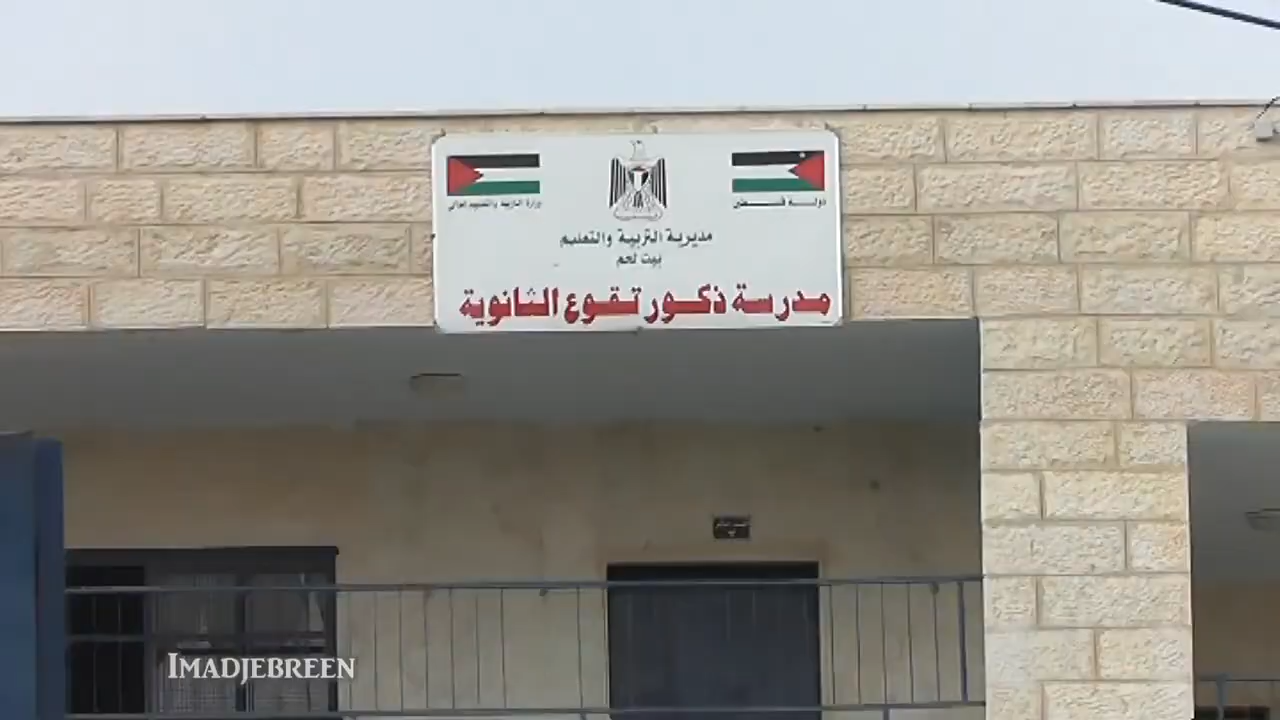 دولة فلسطين
وزارة التربية والتعليم العالي
مديرية التربية والتعليم
بيت لحم
مدرسة ذكور تقوع الثانوية
IMADJEBREEN